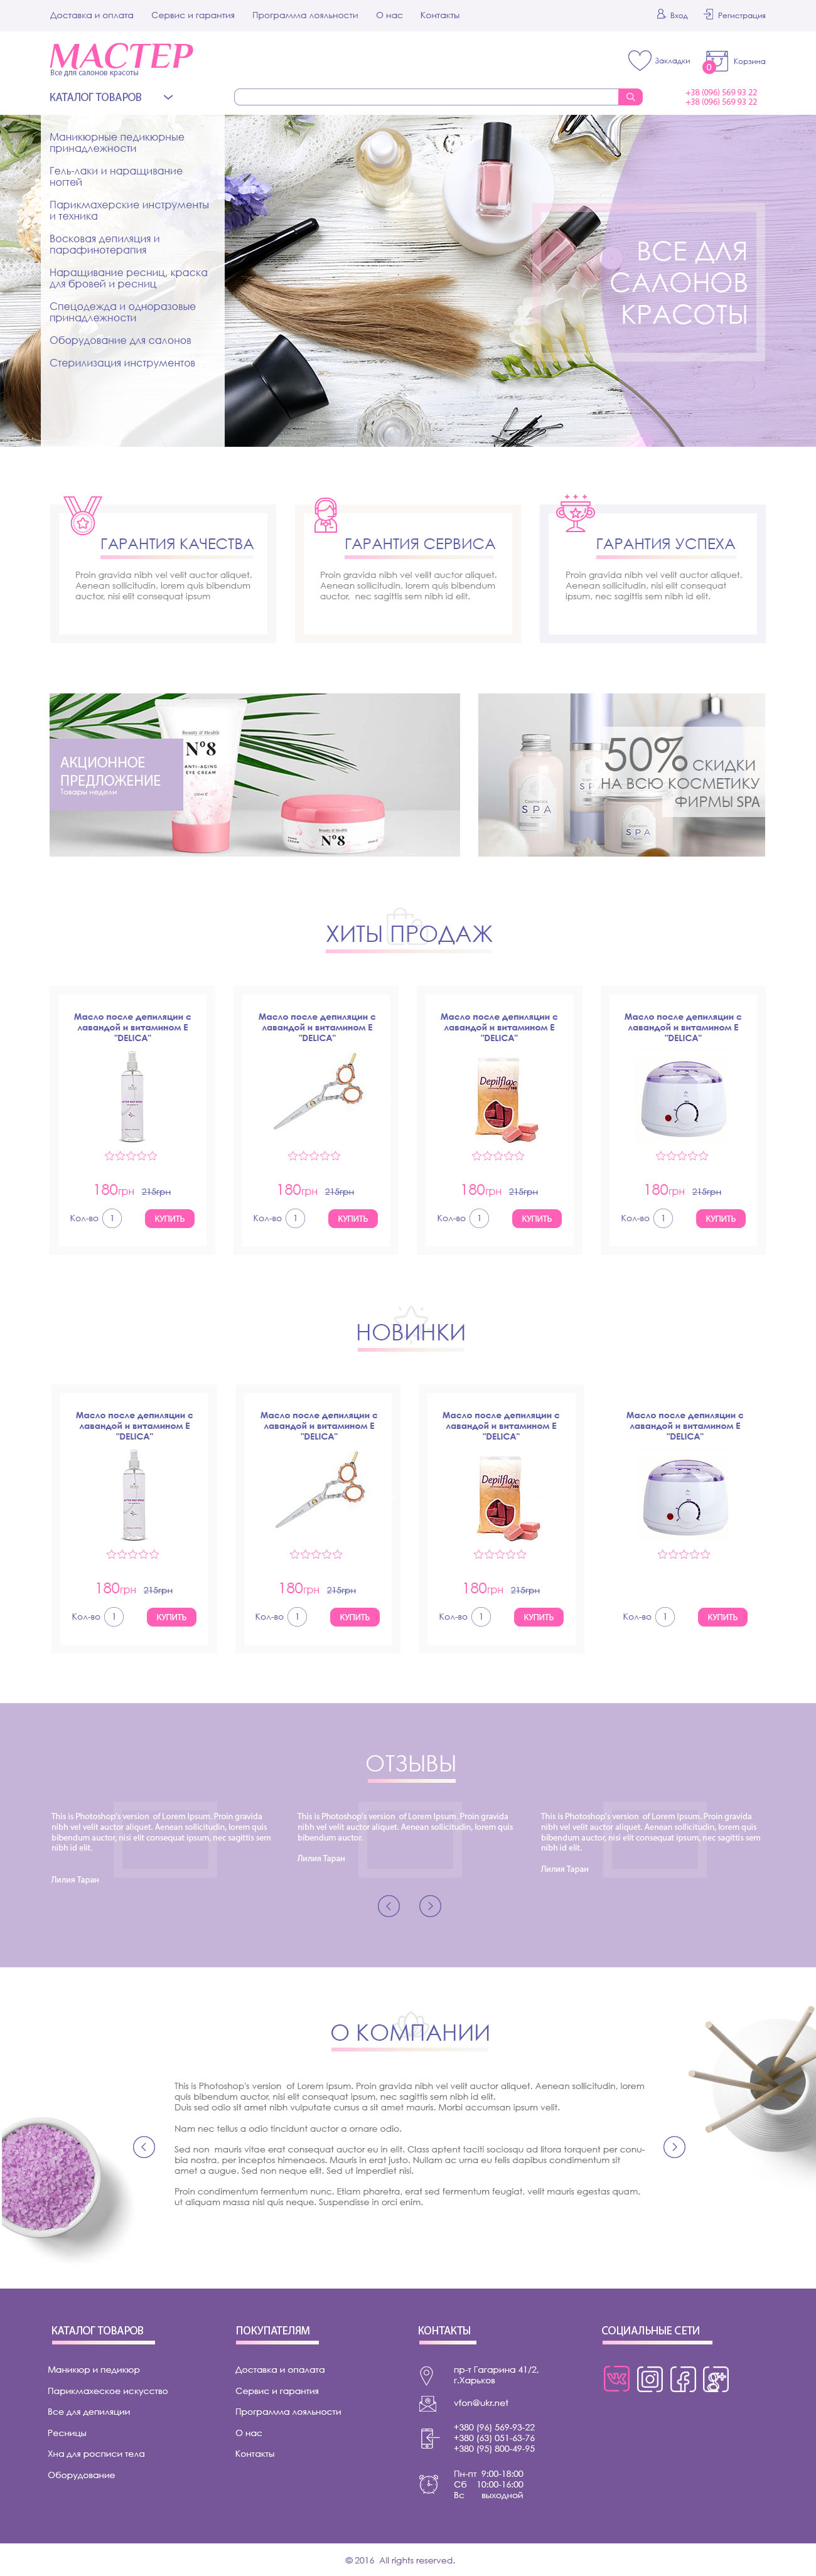 Доставка и оплата Сервис и гарантия Программа лояльности О нас Контакты Вход Регистрация
МАСТЕР
Все для салонов красоты
Закладки 0 Корзина
КАТАЛОГ ТОВАРОВ
+38 (096) 569 93 22
+38 (096) 569 93 22
Маникюрные педикюрные
принадлежности
Гель-лаки и наращивание
ногтей
Парикмахерские инструменты
и техника
Восковая депиляция и
парафинотерапия
Наращивание ресниц, краска
для бровей и ресниц
Спецодежда и одноразовые
принадлежности
Оборудование для салонов
Стерилизация инструментов
ВСЕ ДЛЯ
САЛОНОВ
КРАСОТЫ
ГАРАНТИЯ КАЧЕСТВА
Proin gravida nibh vel velit auctor aliquet.
Aenean sollicitudin, lorem quis bibendum
auctor, nisi elit consequat ipsum
ГАРАНТИЯ СЕРВИСА
Proin gravida nibh vel velit auctor aliquet.
Aenean sollicitudin, lorem quis bibendum
auctor,  nec sagittis sem nibh id elit.
ГАРАНТИЯ УСПЕХА
Proin gravida nibh vel velit auctor aliquet.
Aenean sollicitudin, nisi elit consequat
ipsum, nec sagittis sem nibh id elit.
АКЦИОННОЕ
ПРЕДЛОЖЕНИЕ
Товары недели
Beauty & Health
Nº8
ANTI-AGING
EYE CREAM
Beauty & Health
Nº8
50% СКИДКИ
НА ВСЮ КОСМЕТИКУ
ФИРМЫ SPA
Cosmetics
SPA
Cosmetics
SPA
ХИТЫ ПРОДАЖ
Масло после депиляции с
лавандой и витамином Е
"DELICA"
180грн 215грн
Кол-во 1 КУПИТЬ
Масло после депиляции с
лавандой и витамином Е
"DELICA"
180грн 215грн
Кол-во 1 КУПИТЬ
Масло после депиляции с
лавандой и витамином Е
"DELICA"
Depilflax
180грн 215грн
Кол-во 1 КУПИТЬ
Масло после депиляции с
лавандой и витамином Е
"DELICA"
180грн 215грн
Кол-во 1 КУПИТЬ
НОВИНКИ
Масло после депиляции с
лавандой и витамином Е
"DELICA"
180грн 215грн
Кол-во 1 КУПИТЬ
Масло после депиляции с
лавандой и витамином Е
"DELICA"
180грн 215грн
Кол-во 1 КУПИТЬ
Масло после депиляции с
лавандой и витамином Е
"DELICA"
Depilflax
180грн 215грн
Кол-во 1 КУПИТЬ
Масло после депиляции с
лавандой и витамином Е
"DELICA"
Кол-во 1 КУПИТЬ
ОТЗЫВЫ
This is Photoshop's version  of Lorem Ipsum. Proin gravida
nibh vel velit auctor aliquet. Aenean sollicitudin, lorem quis
bibendum auctor, nisi elit consequat ipsum, nec sagittis sem
nibh id elit.
Лилия Таран
This is Photoshop's version  of Lorem Ipsum. Proin gravida
nibh vel velit auctor aliquet. Aenean sollicitudin, lorem quis
bibendum auctor.
Лилия Таран
This is Photoshop's version  of Lorem Ipsum. Proin gravida
nibh vel velit auctor aliquet. Aenean sollicitudin, lorem quis
bibendum auctor, nisi elit consequat ipsum, nec sagittis sem
nibh id elit.
Лилия Таран
О КОМПАНИИ
This is Photoshop's version  of Lorem Ipsum. Proin gravida nibh vel velit auctor aliquet. Aenean sollicitudin, lorem
quis bibendum auctor, nisi elit consequat ipsum, nec sagittis sem nibh id elit.
Duis sed odio sit amet nibh vulputate cursus a sit amet mauris. Morbi accumsan ipsum velit.
Nam nec tellus a odio tincidunt auctor a ornare odio.
Sed non  mauris vitae erat consequat auctor eu in elit. Class aptent taciti sociosqu ad litora torquent per conu-
bia nostra, per inceptos himenaeos. Mauris in erat justo. Nullam ac urna eu felis dapibus condimentum sit
amet a augue. Sed non neque elit. Sed ut imperdiet nisi.
Proin condimentum fermentum nunc. Etiam pharetra, erat sed fermentum feugiat, velit mauris egestas quam,
ut aliquam massa nisl quis neque. Suspendisse in orci enim.
КАТАЛОГ ТОВАРОВ
Маникюр и педикюр
Парикмахеское искусство
Все для депиляции
Ресницы
Хна для росписи тела
Оборудование
ПОКУПАТЕЛЯМ
Доставка и опалата
Сервис и гарантия
Программа лояльности
О нас
Контакты
КОНТАКТЫ
пр-т Гагарина 41/2,
г.Харьков
vfon@ukr.net
+380 (96) 569-93-22
+380 (63) 051-63-76
+380 (95) 800-49-95
Пн-пт 9:00-18:00
Сб 10:00-16:00
Вс выходной
СОЦИАЛЬНЫЕ СЕТИ
© 2016  All rights reserved.